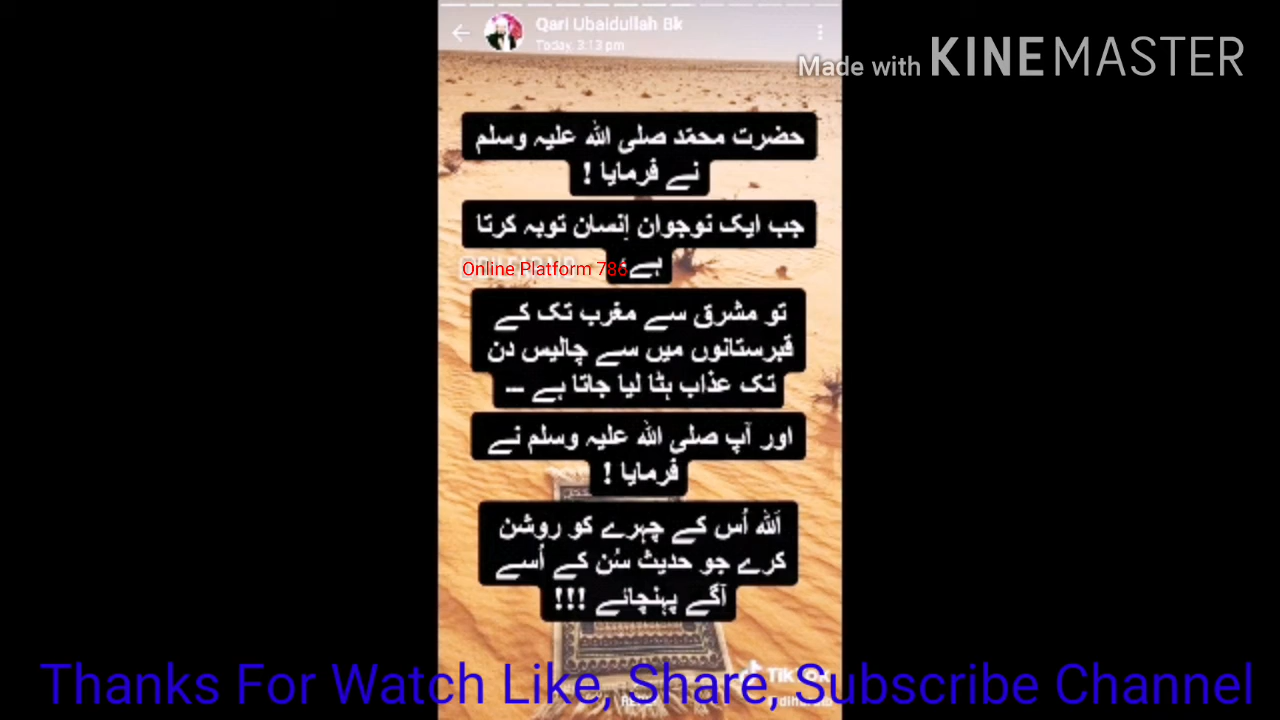 Qari Ubaidullah Bk
Today, 3:13 pm
Made with KINEMASTER
حضرت محمّد صلی اللہ علیہ وسلم
نے فرمایا !
جب ایک نوجوان اِنسان توبہ کرتا
ہے،
Online Platform 786
تو مشرق سے مغرب تک کے
قبرستانوں میں سے چالیس دن
تک عذاب ہٹا لیا جاتا ہے ---
اور آپ صلی اللہ علیہ وسلم نے
فرمایا !
اَللہ اُس کے چہرے کو روشن
کرے جو حدیث سُن کے اُسے
آگے پہنچائے !!!
TikTok
Thanks For Watch Like, Share, Subscribe Channel